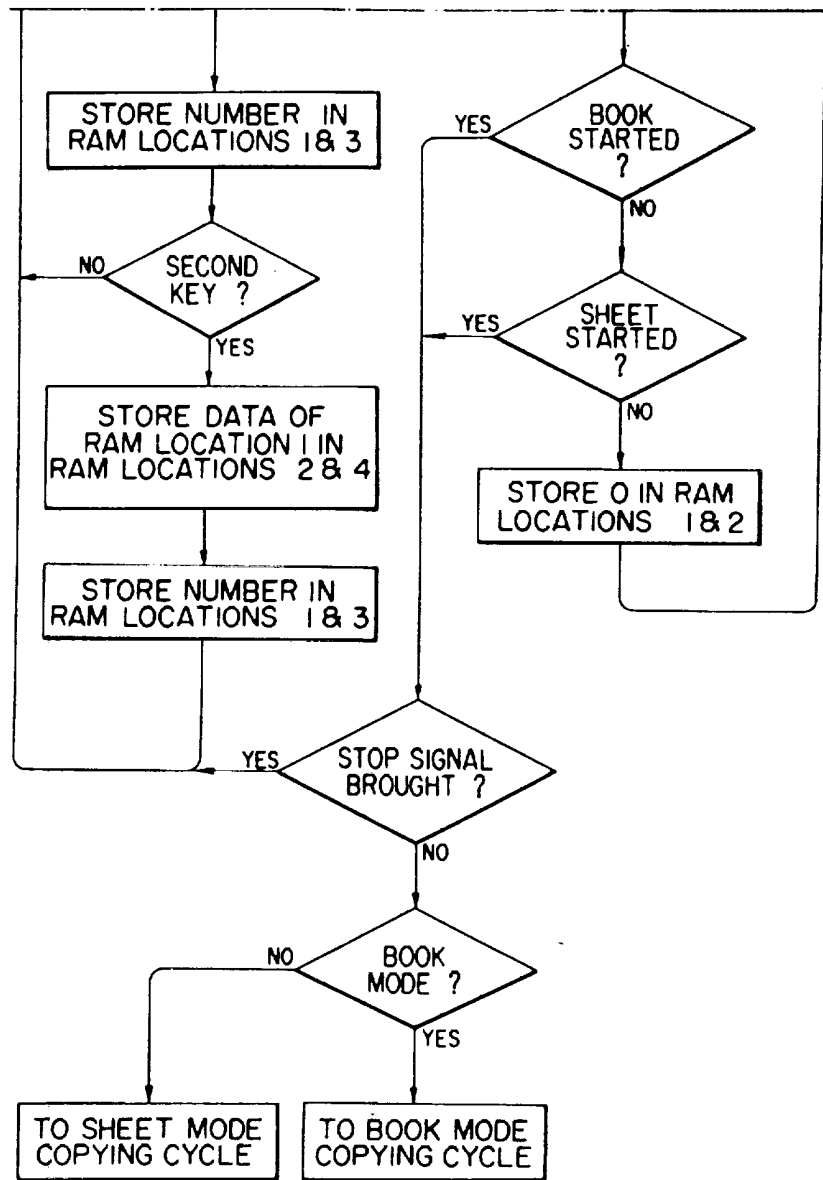 STORE NUMBER IN
RAM LOCATIONS 1 & 3
NO
SECOND
KEY ?
YES
STORE DATA OF
RAM LOCATION 1 IN
RAM LOCATIONS 2 & 4
STORE NUMBER IN
RAM LOCATIONS 1 & 3
YES
BOOK
STARTED
?
NO
YES
SHEET
STARTED
?
NO
STORE 0 IN RAM
LOCATIONS 1 & 2
YES
STOP SIGNAL
BROUGHT ?
NO
NO
BOOK
MODE ?
YES
TO SHEET MODE
COPYING CYCLE
TO BOOK MODE
COPYING CYCLE